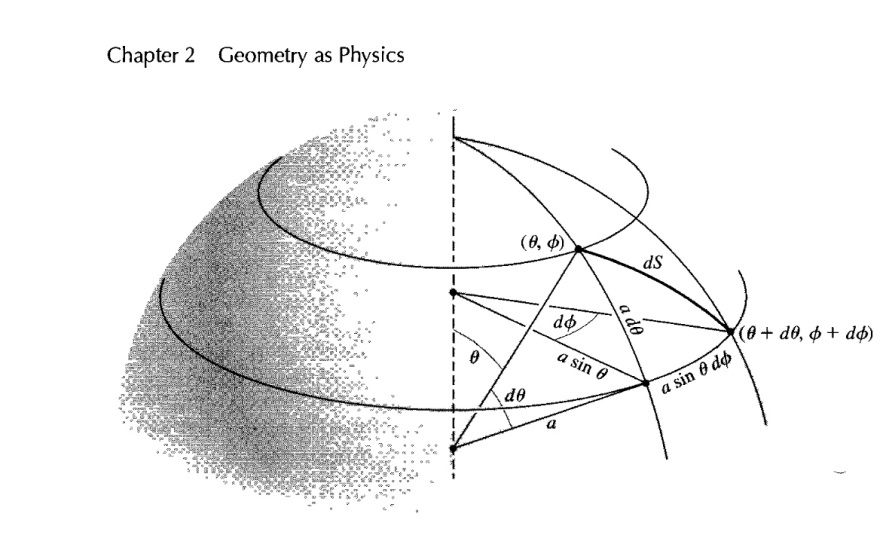 Chapter 2 Geometry as Physics
(θ, ϕ)
dS
a dθ
dϕ
(θ + dθ, ϕ + dϕ)
θ
a sin θ
a sin θ dϕ
dθ
a